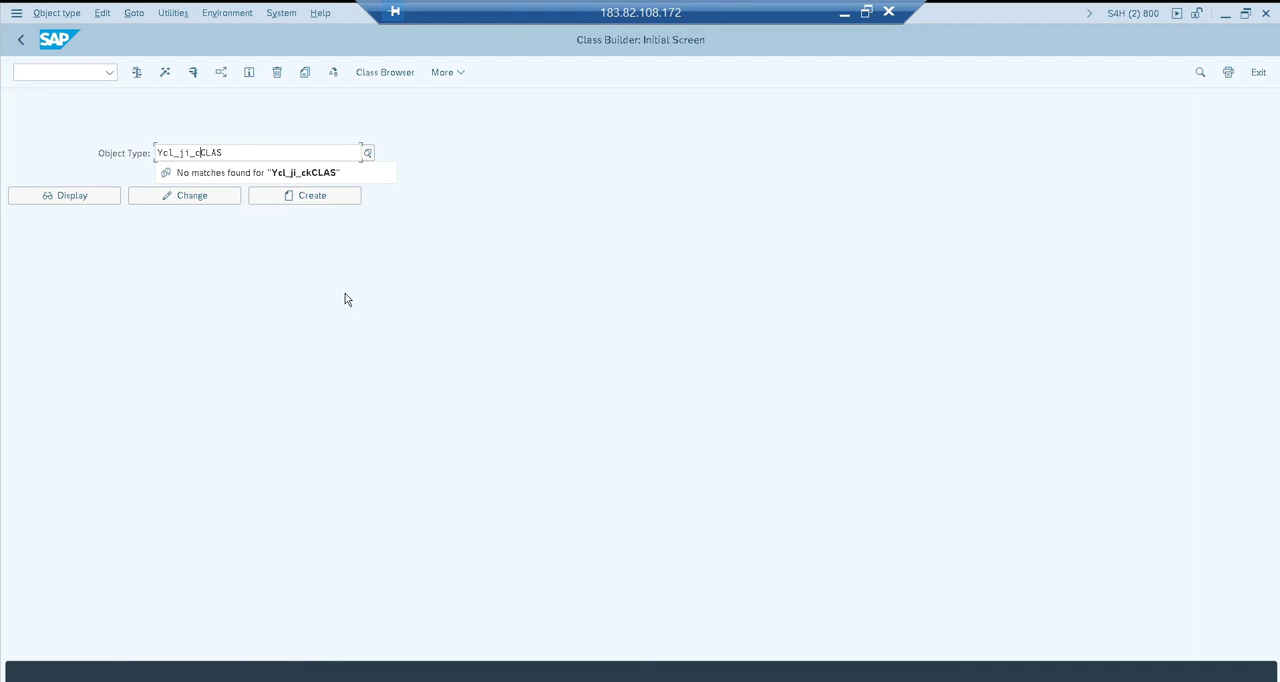 Object type Edit Goto Utilities Environment System Help
183.82.108.172
S4H (2) 800
SAP
Class Builder: Initial Screen
Class Browser More
Exit
Object Type: Ycl_ji_cCLAS
No matches found for "Ycl_ji_ckCLAS"
Display Change Create